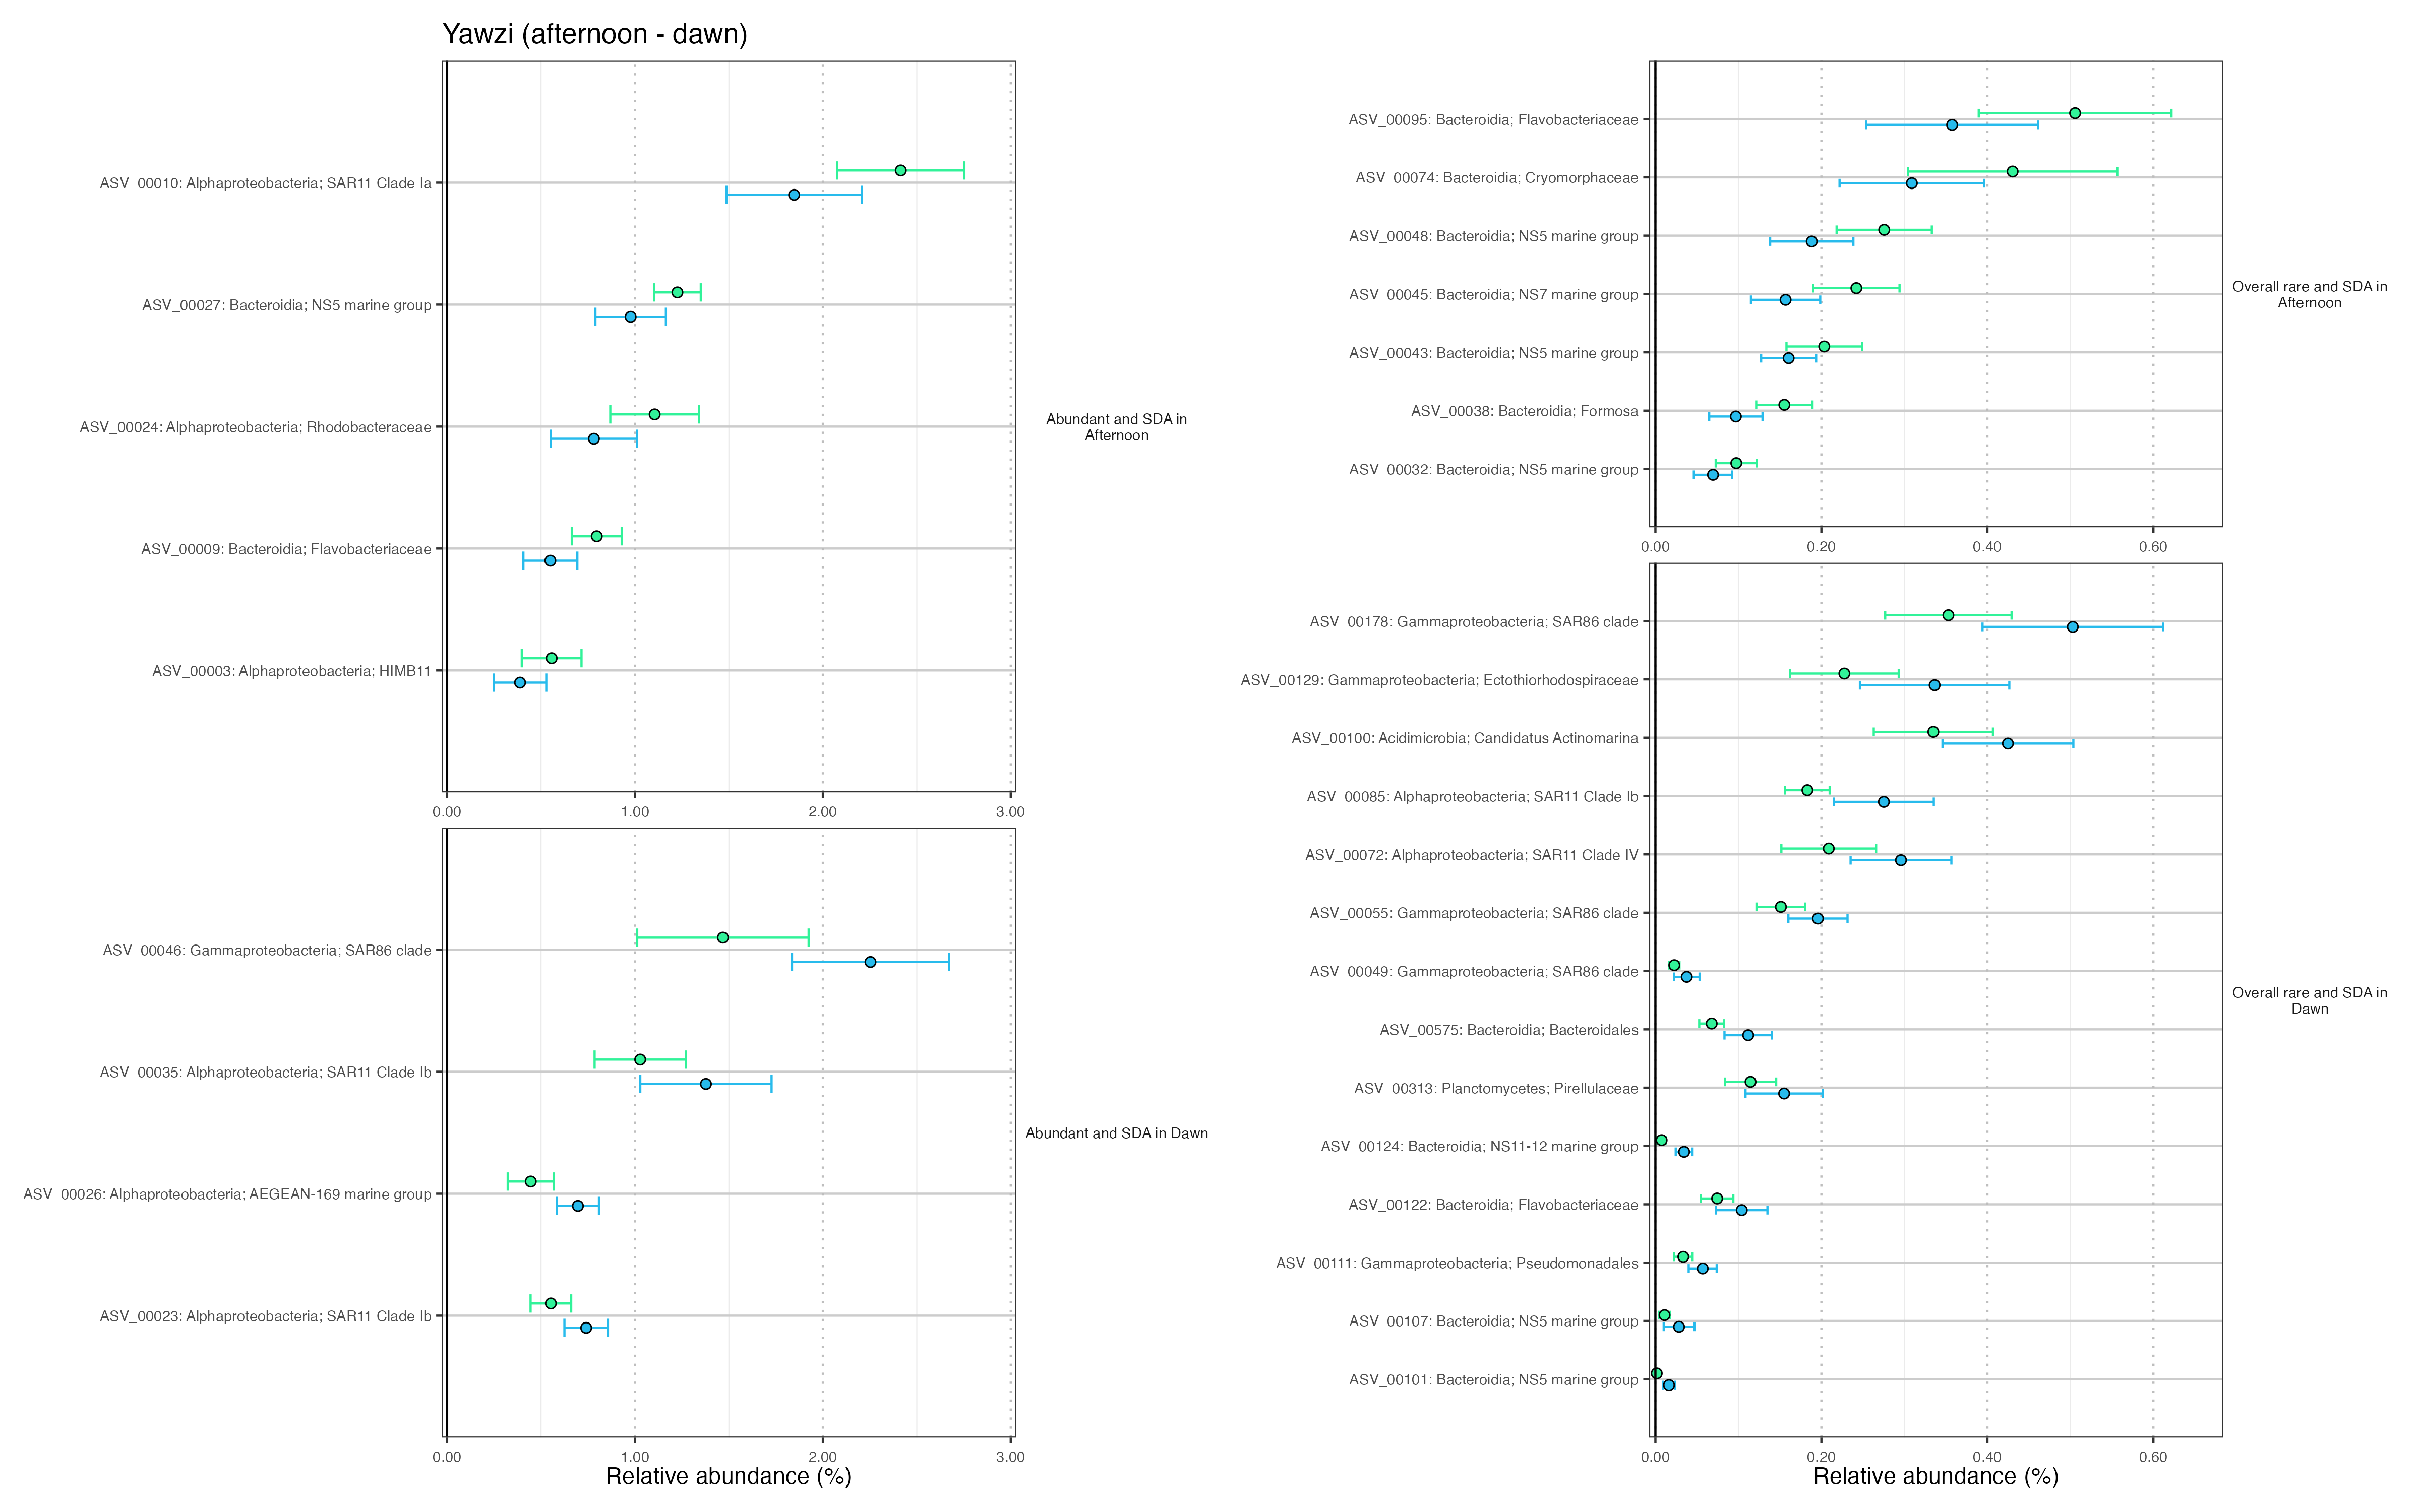 Yawzi (afternoon - dawn)
ASV_00010: Alphaproteobacteria; SAR11 Clade Ia
ASV_00027: Bacteroidia; NS5 marine group
ASV_00024: Alphaproteobacteria; Rhodobacteraceae
ASV_00009: Bacteroidia; Flavobacteriaceae
ASV_00003: Alphaproteobacteria; HIMB11
0.00 1.00 2.00 3.00
Abundant and SDA in
Afternoon
ASV_00046: Gammaproteobacteria; SAR86 clade
ASV_00035: Alphaproteobacteria; SAR11 Clade Ib
ASV_00026: Alphaproteobacteria; AEGEAN-169 marine group
ASV_00023: Alphaproteobacteria; SAR11 Clade Ib
0.00 1.00 2.00 3.00
Relative abundance (%)
Abundant and SDA in Dawn
ASV_00095: Bacteroidia; Flavobacteriaceae
ASV_00074: Bacteroidia; Cryomorphaceae
ASV_00048: Bacteroidia; NS5 marine group
ASV_00045: Bacteroidia; NS7 marine group
ASV_00043: Bacteroidia; NS5 marine group
ASV_00038: Bacteroidia; Formosa
ASV_00032: Bacteroidia; NS5 marine group
0.00 0.20 0.40 0.60
Overall rare and SDA in
Afternoon
ASV_00178: Gammaproteobacteria; SAR86 clade
ASV_00129: Gammaproteobacteria; Ectothiorhodospiraceae
ASV_00100: Acidimicrobia; Candidatus Actinomarina
ASV_00085: Alphaproteobacteria; SAR11 Clade Ib
ASV_00072: Alphaproteobacteria; SAR11 Clade IV
ASV_00055: Gammaproteobacteria; SAR86 clade
ASV_00049: Gammaproteobacteria; SAR86 clade
ASV_00575: Bacteroidia; Bacteroidales
ASV_00313: Planctomycetes; Pirellulaceae
ASV_00124: Bacteroidia; NS11-12 marine group
ASV_00122: Bacteroidia; Flavobacteriaceae
ASV_00111: Gammaproteobacteria; Pseudomonadales
ASV_00107: Bacteroidia; NS5 marine group
ASV_00101: Bacteroidia; NS5 marine group
0.00 0.20 0.40 0.60
Relative abundance (%)
Overall rare and SDA in
Dawn